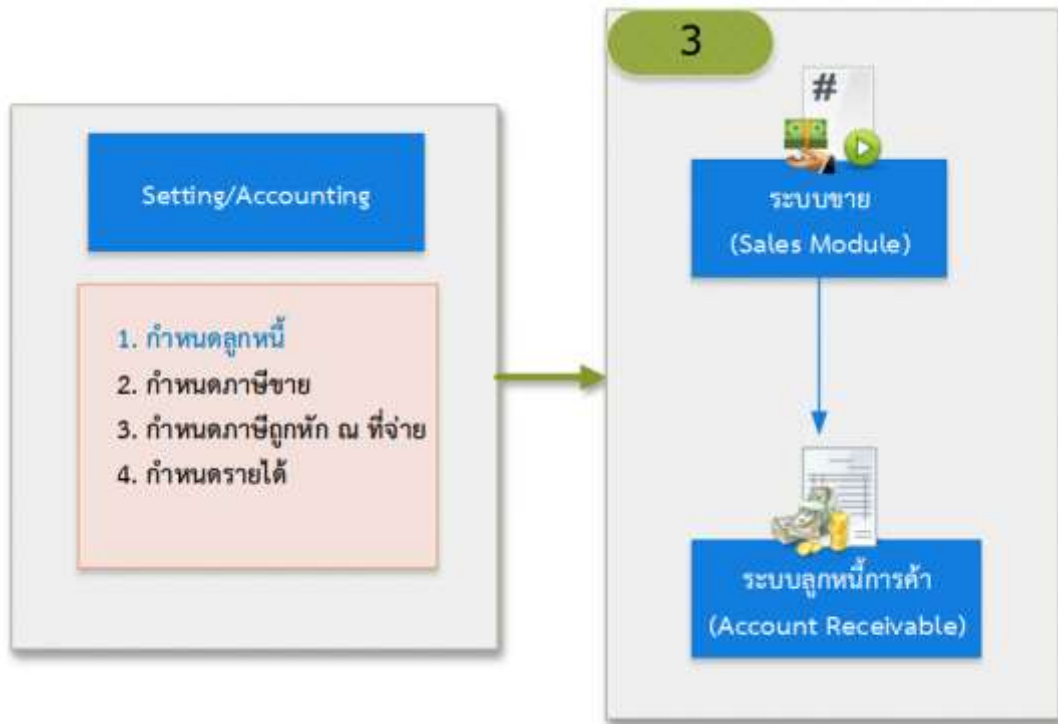 Setting/Accounting
1. กำหนดลูกหนี้
2. กำหนดภาษีขาย
3. กำหนดภาษีถูกหัก ณ ที่จ่าย
4. กำหนดรายได้
3
#
ระบบขาย
(Sales Module)
ระบบลูกหนี้การค้า
(Account Receivable)